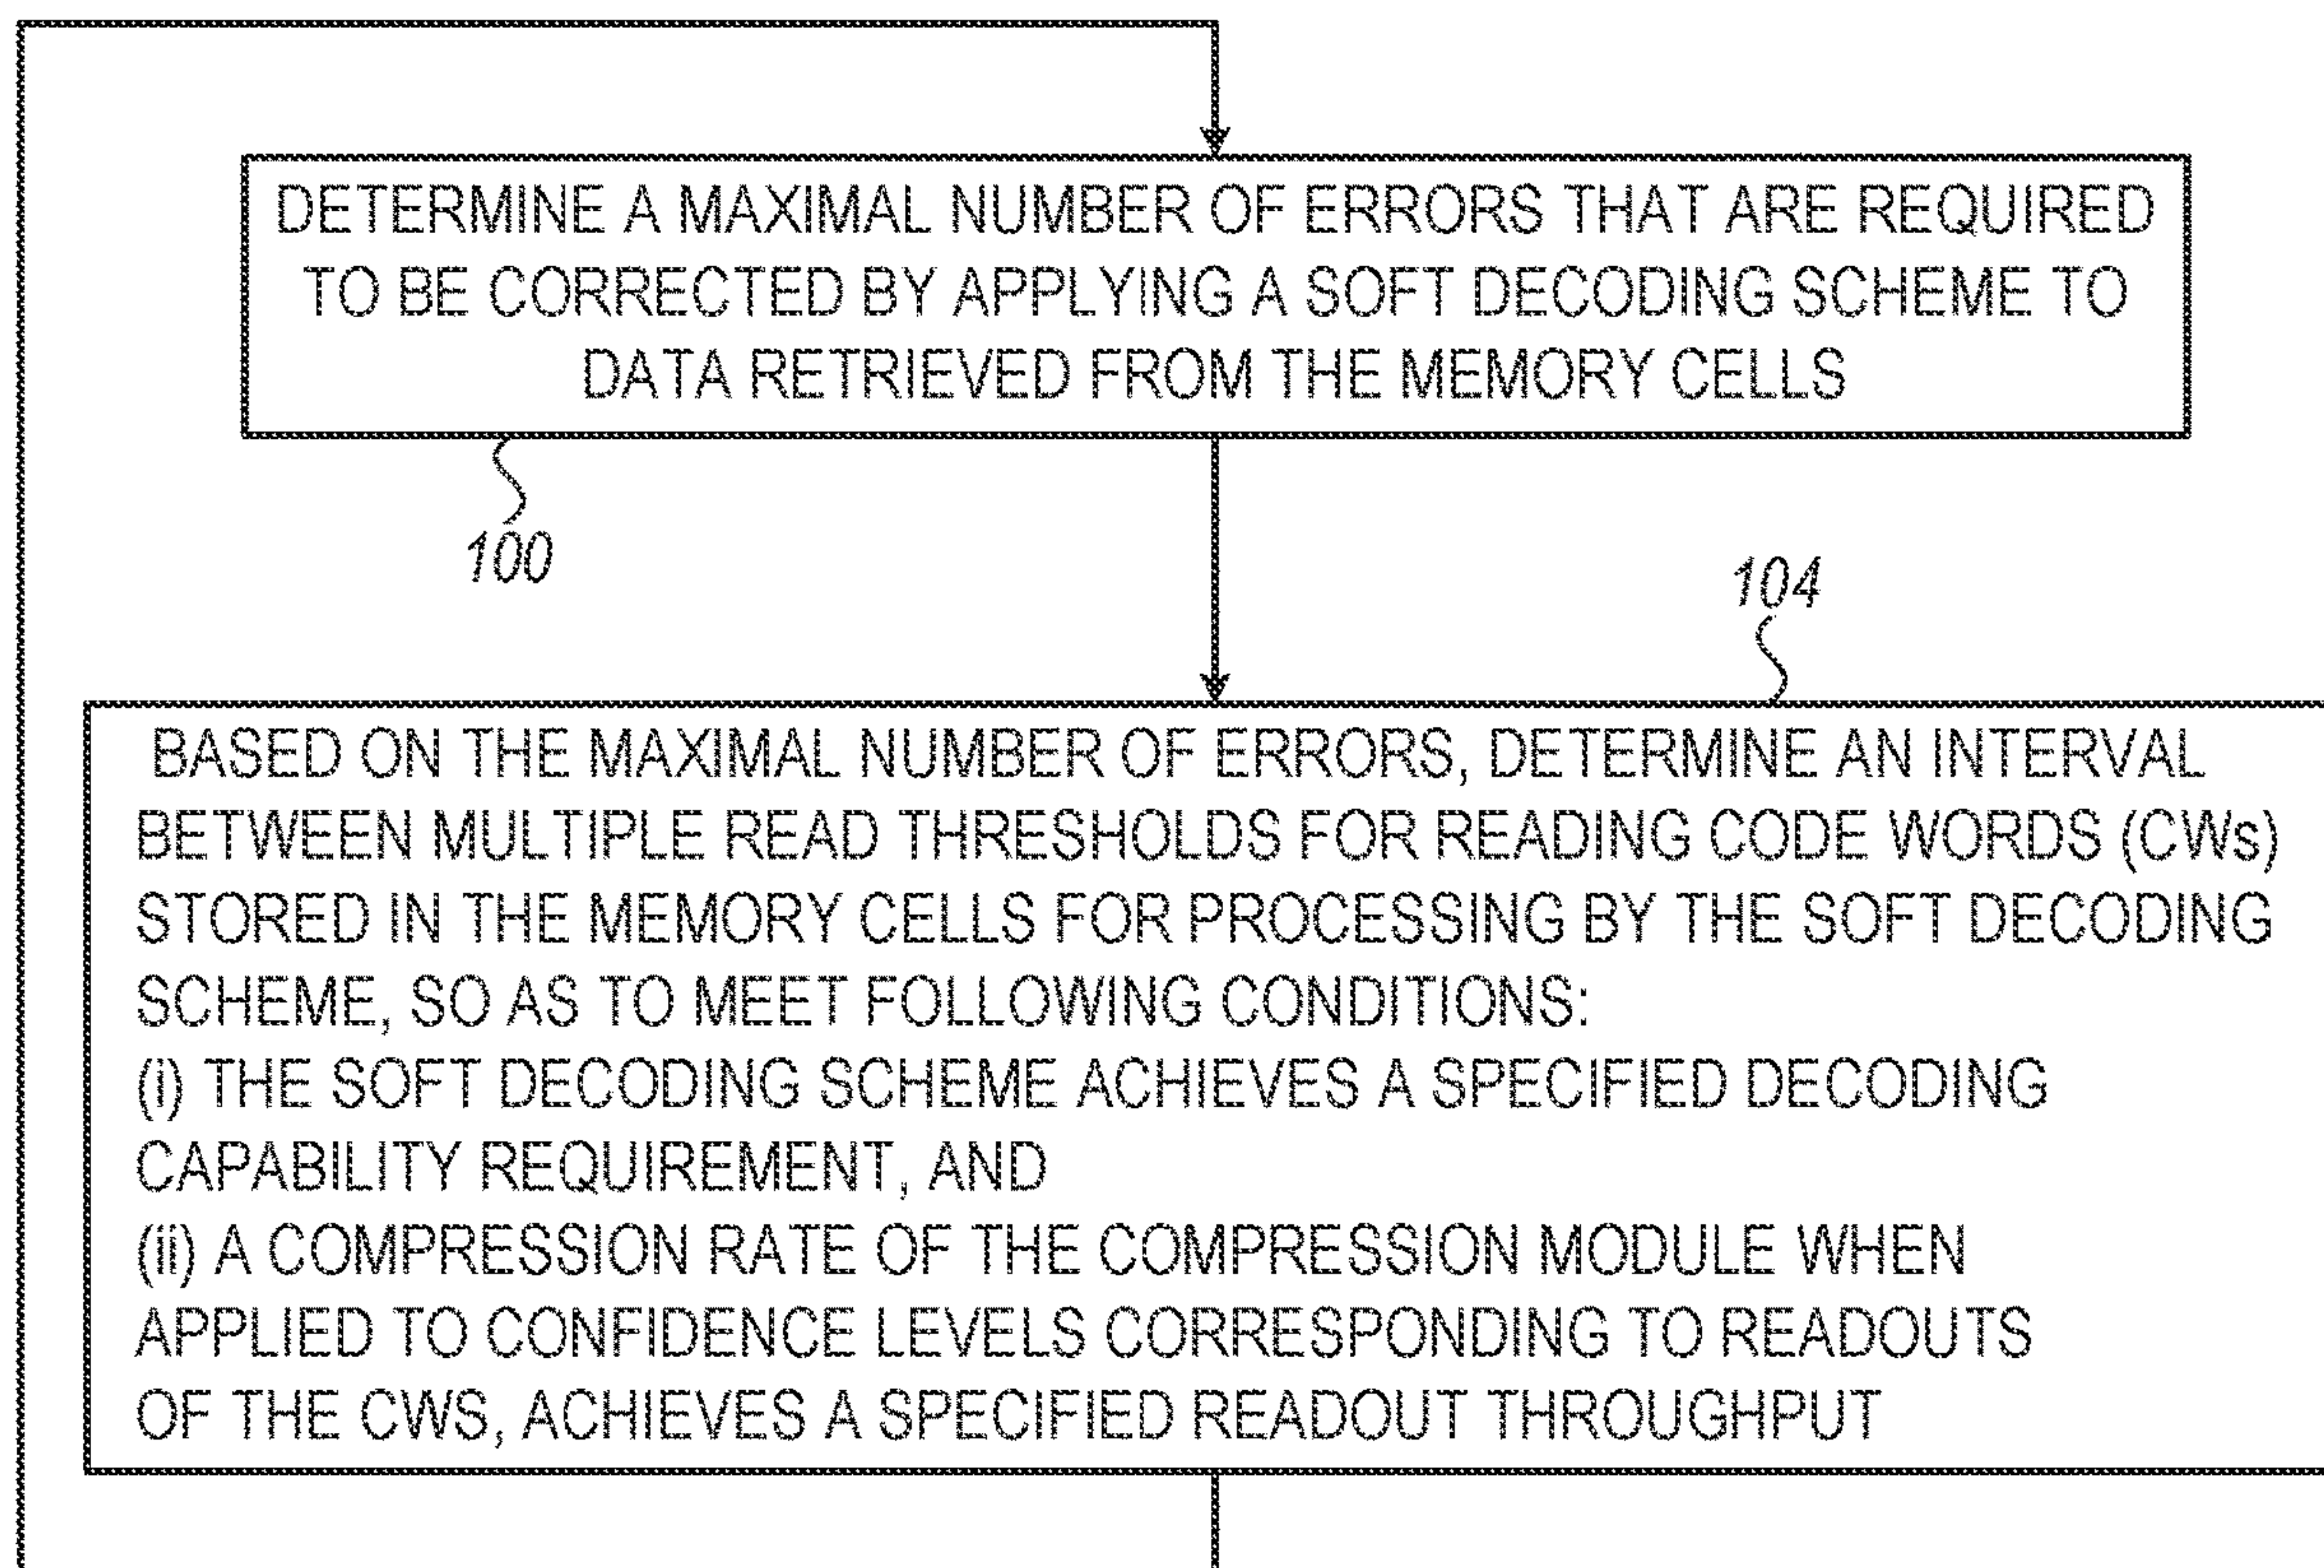 DETERMINE A MAXIMAL NUMBER OF ERRORS THAT ARE REQUIRED
TO BE CORRECTED BY APPLYING A SOFT DECODING SCHEME TO
DATA RETRIEVED FROM THE MEMORY CELLS
100
104
BASED ON THE MAXIMAL NUMBER OF ERRORS, DETERMINE AN INTERVAL
BETWEEN MULTIPLE READ THRESHOLDS FOR READING CODE WORDS (CWs)
STORED IN THE MEMORY CELLS FOR PROCESSING BY THE SOFT DECODING
SCHEME, SO AS TO MEET FOLLOWING CONDITIONS:
(i) THE SOFT DECODING SCHEME ACHIEVES A SPECIFIED DECODING
CAPABILITY REQUIREMENT, AND
(ii) A COMPRESSION RATE OF THE COMPRESSION MODULE WHEN
APPLIED TO CONFIDENCE LEVELS CORRESPONDING TO READOUTS
OF THE CWS, ACHIEVES A SPECIFIED READOUT THROUGHPUT